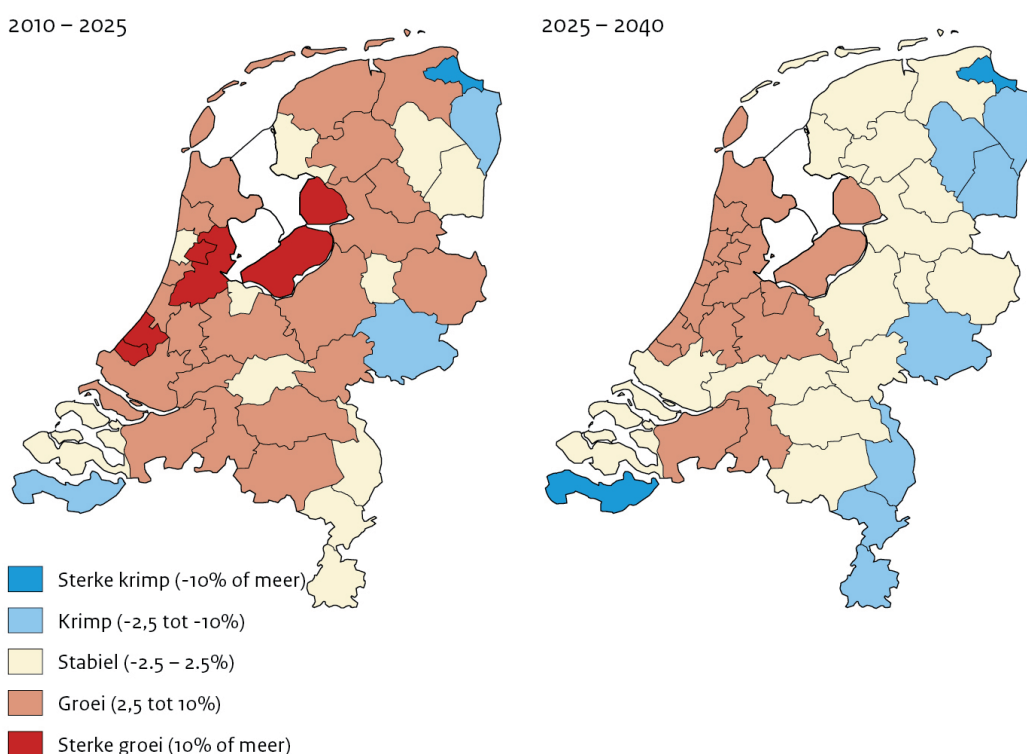 2010 – 2025
2025 – 2040
Sterke krimp (-10% of meer)
Krimp (-2,5 tot -10%)
Stabiel (-2.5 – 2.5%)
Groei (2,5 tot 10%)
Sterke groei (10% of meer)